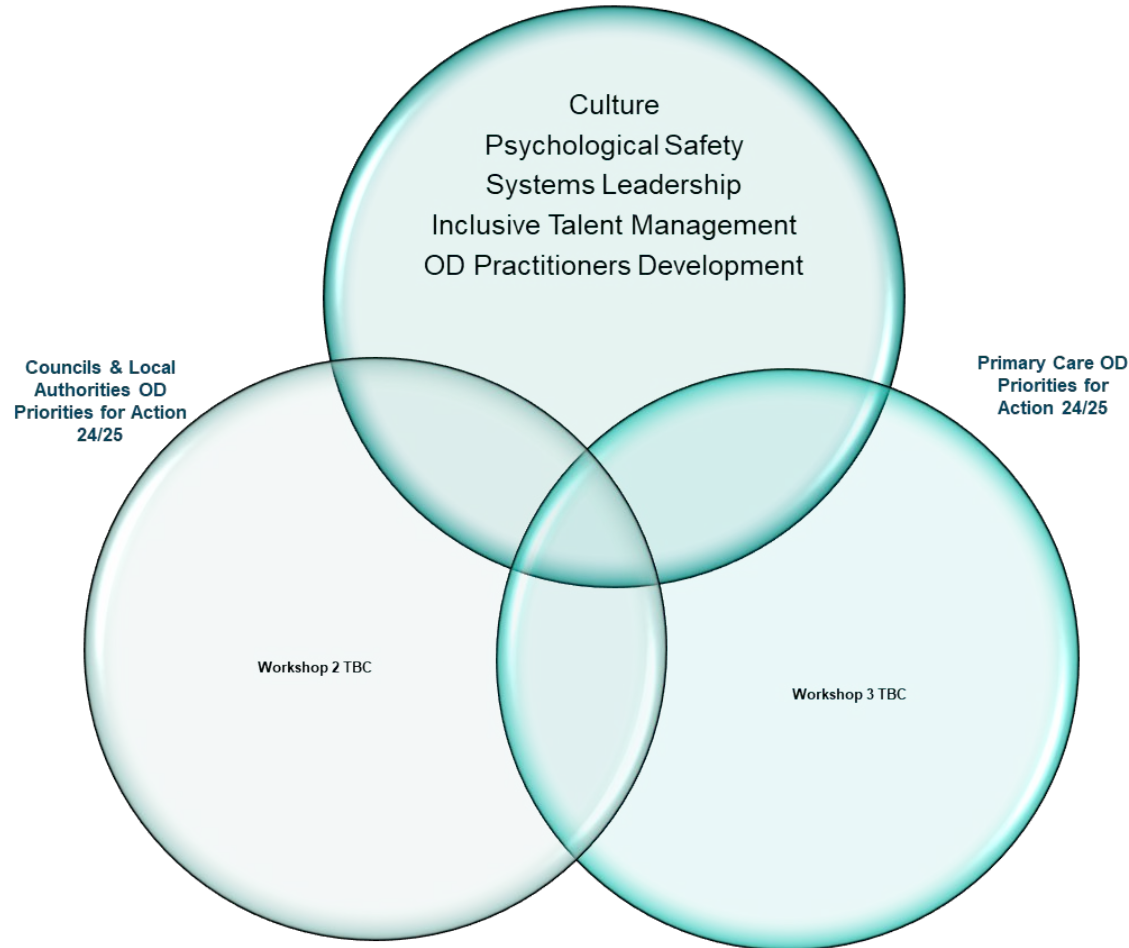 Culture
Psychological Safety
Systems Leadership
Inclusive Talent Management
OD Practitioners Development
Councils & Local
Authorities OD
Priorities for Action
24/25
Primary Care OD
Priorities for
Action 24/25
Workshop 2 TBC
Workshop 3 TBC